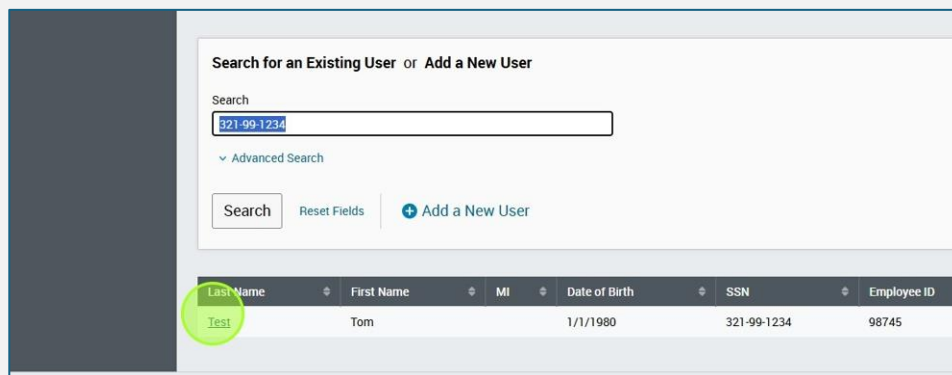 Search for an Existing User or Add a New User
Search
321-99-1234
Advanced Search
Search Reset Fields Add a New User
Last Name First Name MI Date of Birth SSN Employee ID
Test Tom 1/1/1980 321-99-1234 98745